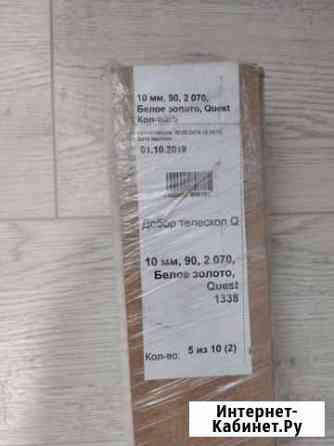 10 мм, 90, 2 070,
Белое золото, Quest
Кол-во:5
01.10.2019
Добор телескоп Q
10 мм, 90, 2 070,
Белое золото,
Quest
1338
Кол-во: 5 из 10 (2)
Интернет-
Кабинет.Ру